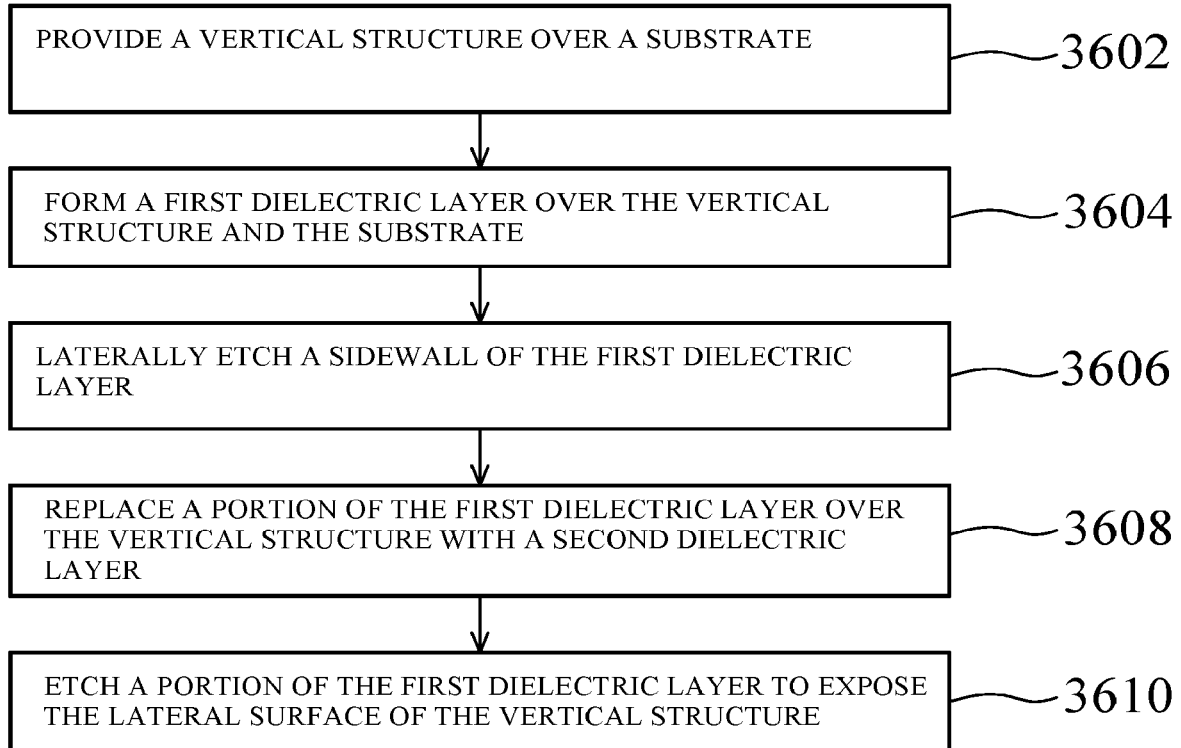 PROVIDE A VERTICAL STRUCTURE OVER A SUBSTRATE
3602
FORM A FIRST DIELECTRIC LAYER OVER THE VERTICAL
STRUCTURE AND THE SUBSTRATE
3604
LATERALLY ETCH A SIDEWALL OF THE FIRST DIELECTRIC
LAYER
3606
REPLACE A PORTION OF THE FIRST DIELECTRIC LAYER OVER
THE VERTICAL STRUCTURE WITH A SECOND DIELECTRIC
LAYER
3608
ETCH A PORTION OF THE FIRST DIELECTRIC LAYER TO EXPOSE
THE LATERAL SURFACE OF THE VERTICAL STRUCTURE
3610